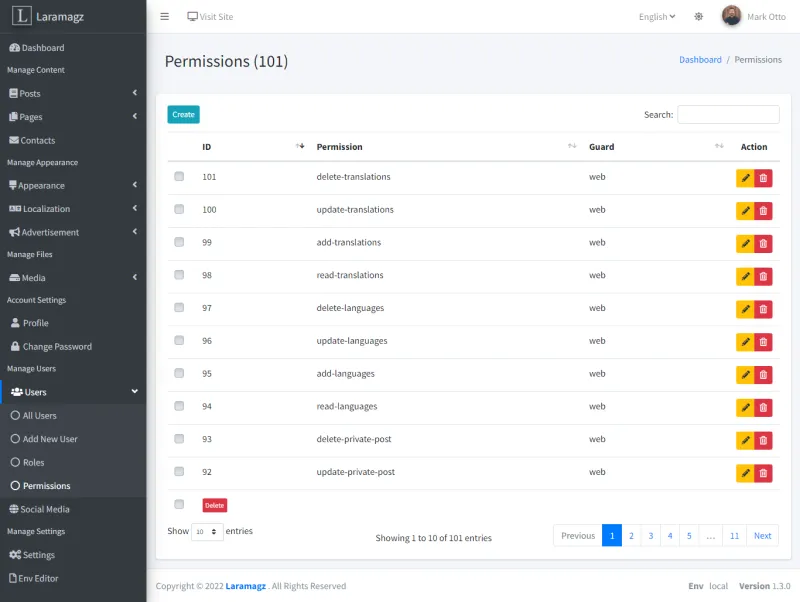 L Laramagz
Visit Site
English
Mark Otto
Dashboard
Manage Content
Posts
Pages
Contacts
Manage Appearance
Appearance
Localization
Advertisement
Manage Files
Media
Account Settings
Profile
Change Password
Manage Users
Users
All Users
Add New User
Roles
Permissions
Social Media
Manage Settings
Settings
Env Editor
Permissions (101)
Dashboard / Permissions
Create
Search:
ID Permission Guard Action
101 delete-translations web
100 update-translations web
99 add-translations web
98 read-translations web
97 delete-languages web
96 update-languages web
95 add-languages web
94 read-languages web
93 delete-private-post web
92 update-private-post web
Delete
Show 10 entries
Showing 1 to 10 of 101 entries
Previous 1 2 3 4 5 … 11 Next
Copyright © 2022 Laramagz . All Rights Reserved
Env local Version 1.3.0